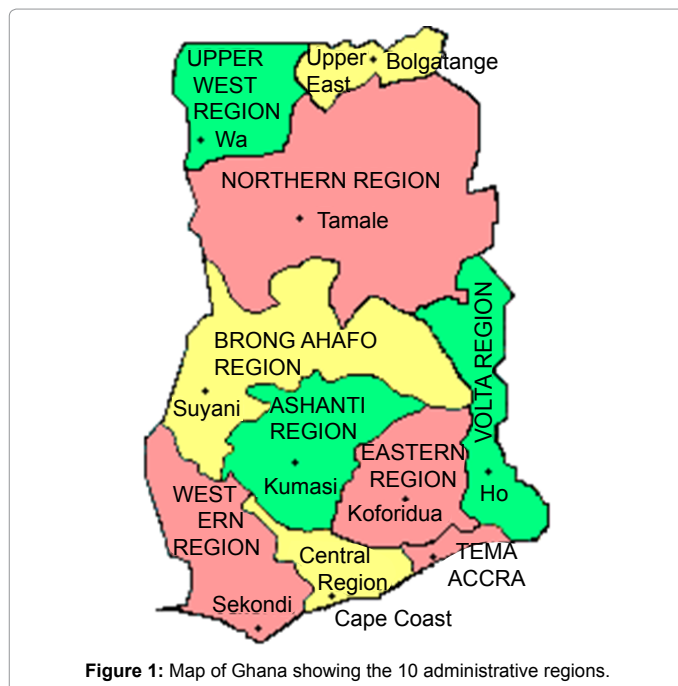 UPPER
WEST
REGION
Wa
Upper
East
Bolgatange
NORTHERN REGION
Tamale
BRONG AHAFO
REGION
Suyani
ASHANTI
REGION
Kumasi
VOLTA REGION
Ho
EASTERN
REGION
Koforidua
WEST
ERN
REGION
Sekondi
Central
Region
Cape Coast
TEMA
ACCRA
Figure 1: Map of Ghana showing the 10 administrative regions.